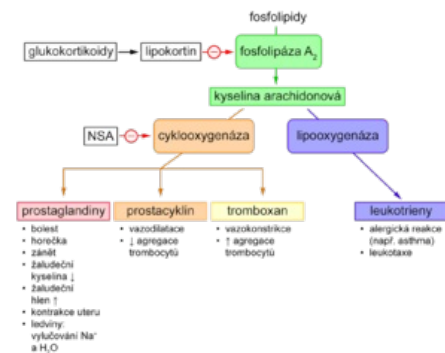 fosfolipidy
glukokortikoidy
lipokortin
fosfolipáza A₂
kyselina arachidonová
NSA
cyklooxygenáza
lipooxygenáza
prostaglandiny
• bolest
• horečka
• zánět
• žaludeční
kyselina ↓
• žaludeční
hlen ↑
• kontrakce uteru
• ledviny:
vylučování Na⁺
a H₂O
prostacyklin
• vazodilatace
• ↓ agregace
trombocytů
tromboxan
• vazokonstrikce
• ↑ agregace
trombocytů
leukotrieny
• alergická reakce
(např. asthma)
• leukotaxe